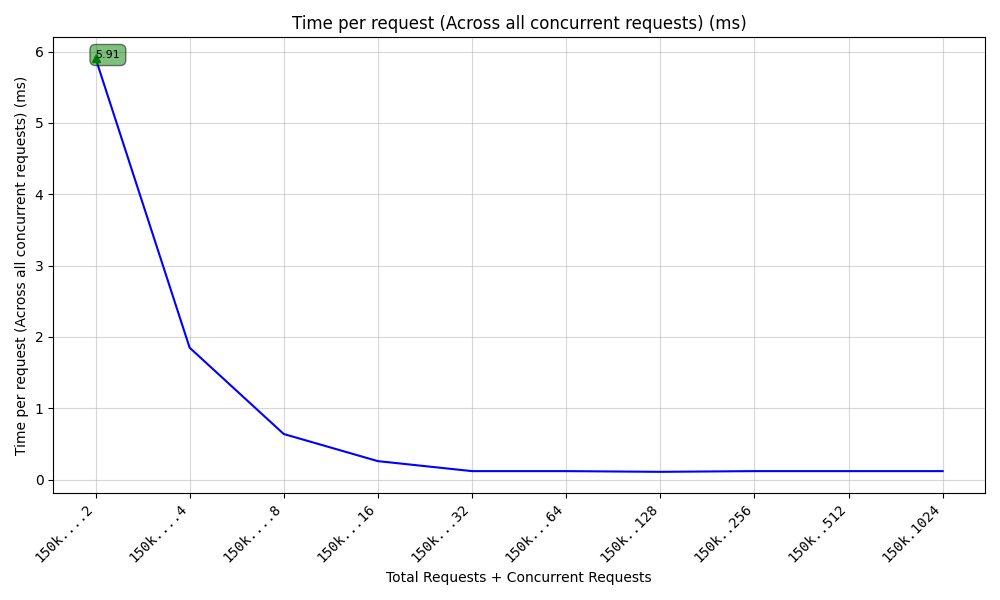 Time per request (Across all concurrent requests) (ms)
Time per request (Across all concurrent requests) (ms)
6
5
4
3
2
1
0
5.91
150k....2
150k....4
150k....8
150k...16
150k...32
150k...64
150k..128
150k..256
150k..512
150k.1024
Total Requests + Concurrent Requests